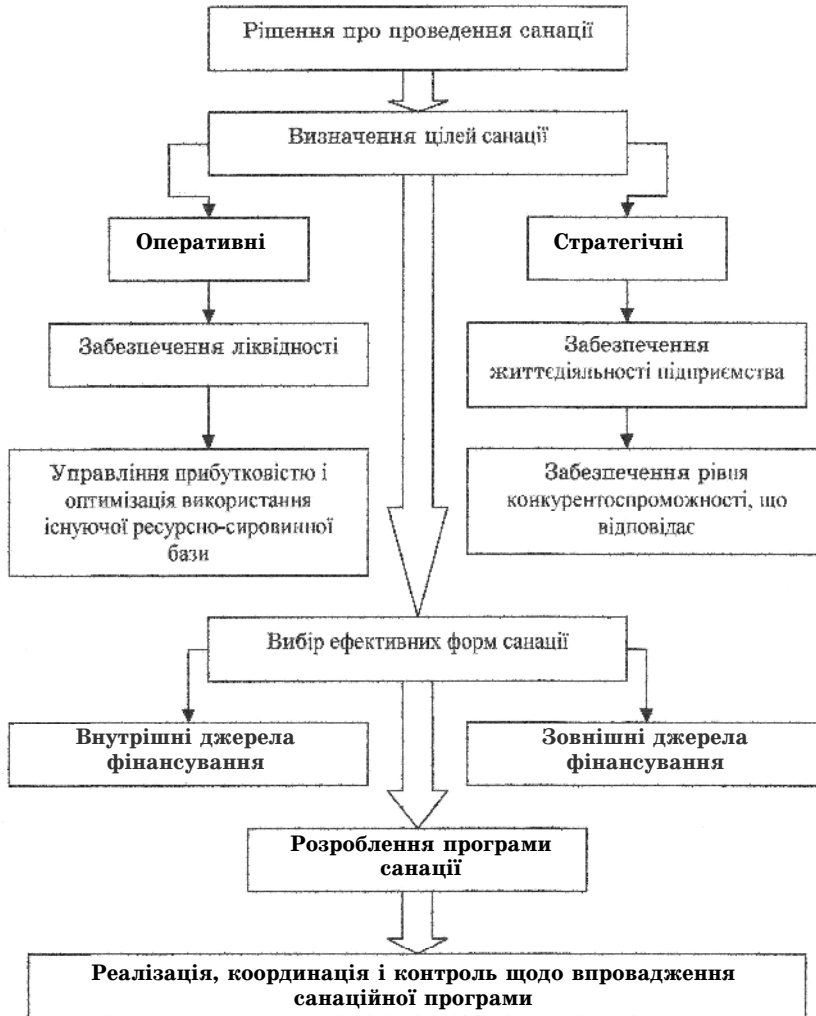 Рішення про проведення санації
Визначення цілей санації
Оперативні
Стратегічні
Забезпечення ліквідності
Забезпечення
життєдіяльності підприємства
Управління прибутковістю і
оптимізація використання
існуючої ресурсно-сировинної
бази
Забезпечення рівня
конкурентоспроможності, що
відповідає
Вибір ефективних форм санації
Внутрішні джерела
фінансування
Зовнішні джерела
фінансування
Розроблення програми
санації
Реалізація, координація і контроль щодо впровадження
санаційної програми